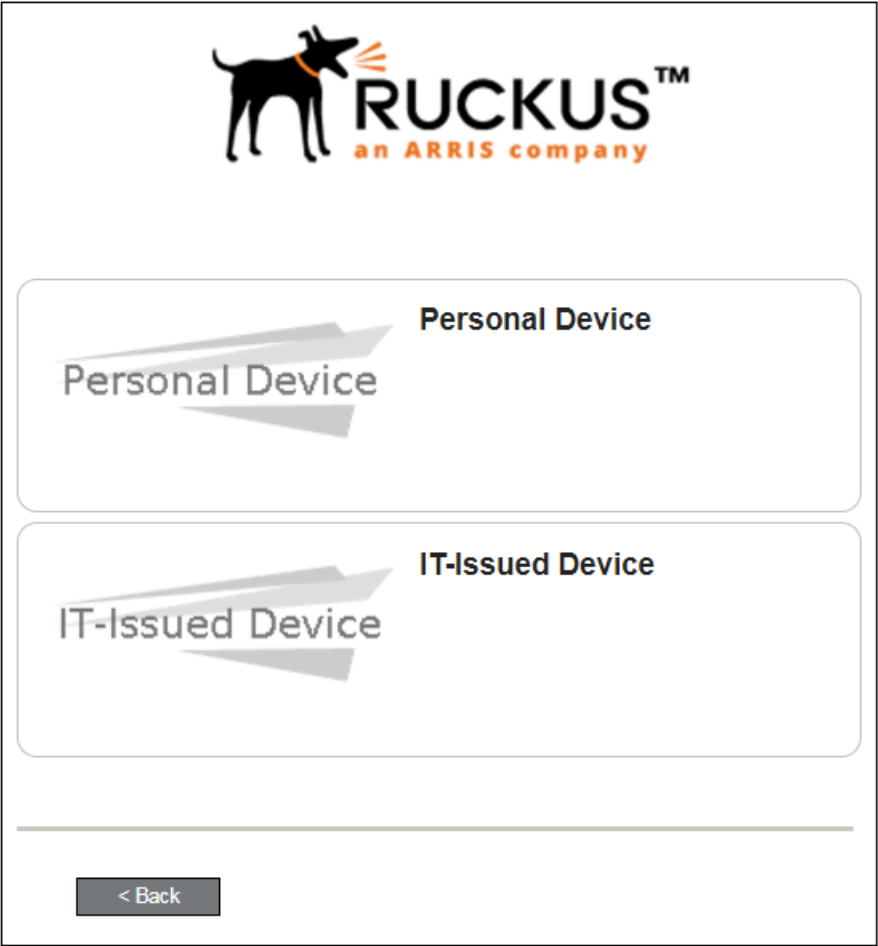 RUCKUS™
an ARRIS company
Personal Device
Personal Device
IT-Issued Device
IT-Issued Device
< Back